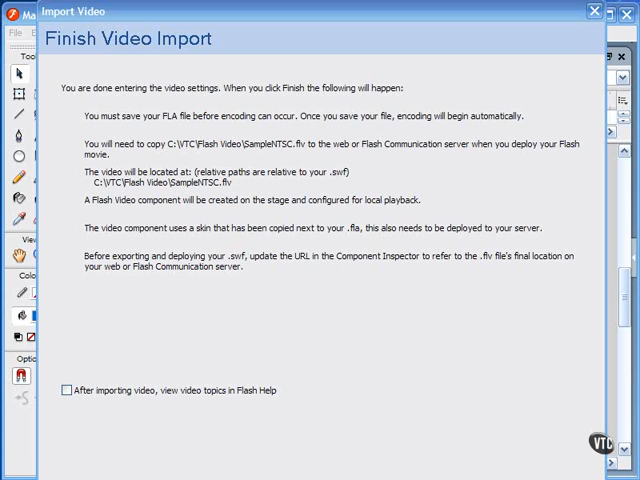 Ma
Import Video
File
Finish Video Import
Too
You are done entering the video settings. When you click Finish the following will happen:
You must save your FLA file before encoding can occur. Once you save your file, encoding will begin automatically.
You will need to copy C:\VTC\Flash Video\SampleNTSC.flv to the web or Flash Communication server when you deploy your Flash
movie.
The video will be located at: (relative paths are relative to your .swf)
C:\VTC\Flash Video\SampleNTSC.flv
A Flash Video component will be created on the stage and configured for local playback.
The video component uses a skin that has been copied next to your .fla, this also needs to be deployed to your server.
View
Before exporting and deploying your .swf, update the URL in the Component Inspector to refer to the .flv file's final location on
your web or Flash Communication server.
Colo
Optio
After importing video, view video topics in Flash Help
VTC